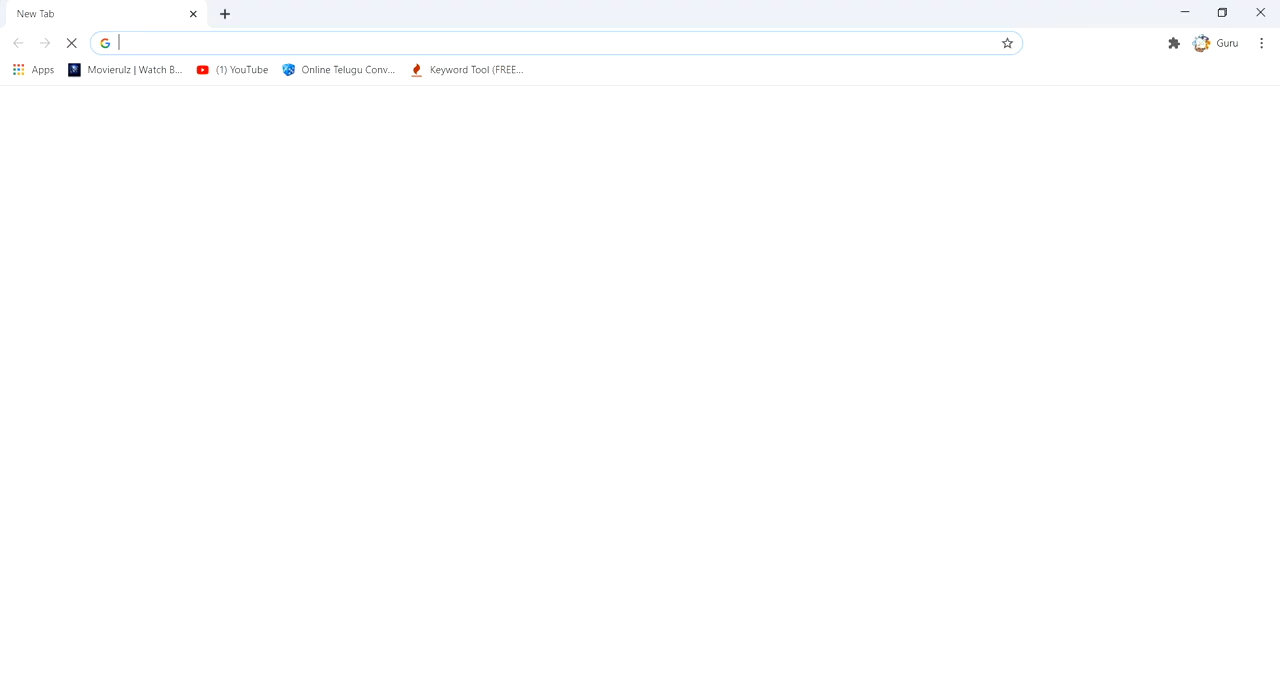 New Tab
Guru
Apps Movierulz | Watch B... (1) YouTube Online Telugu Conv... Keyword Tool (FREE...